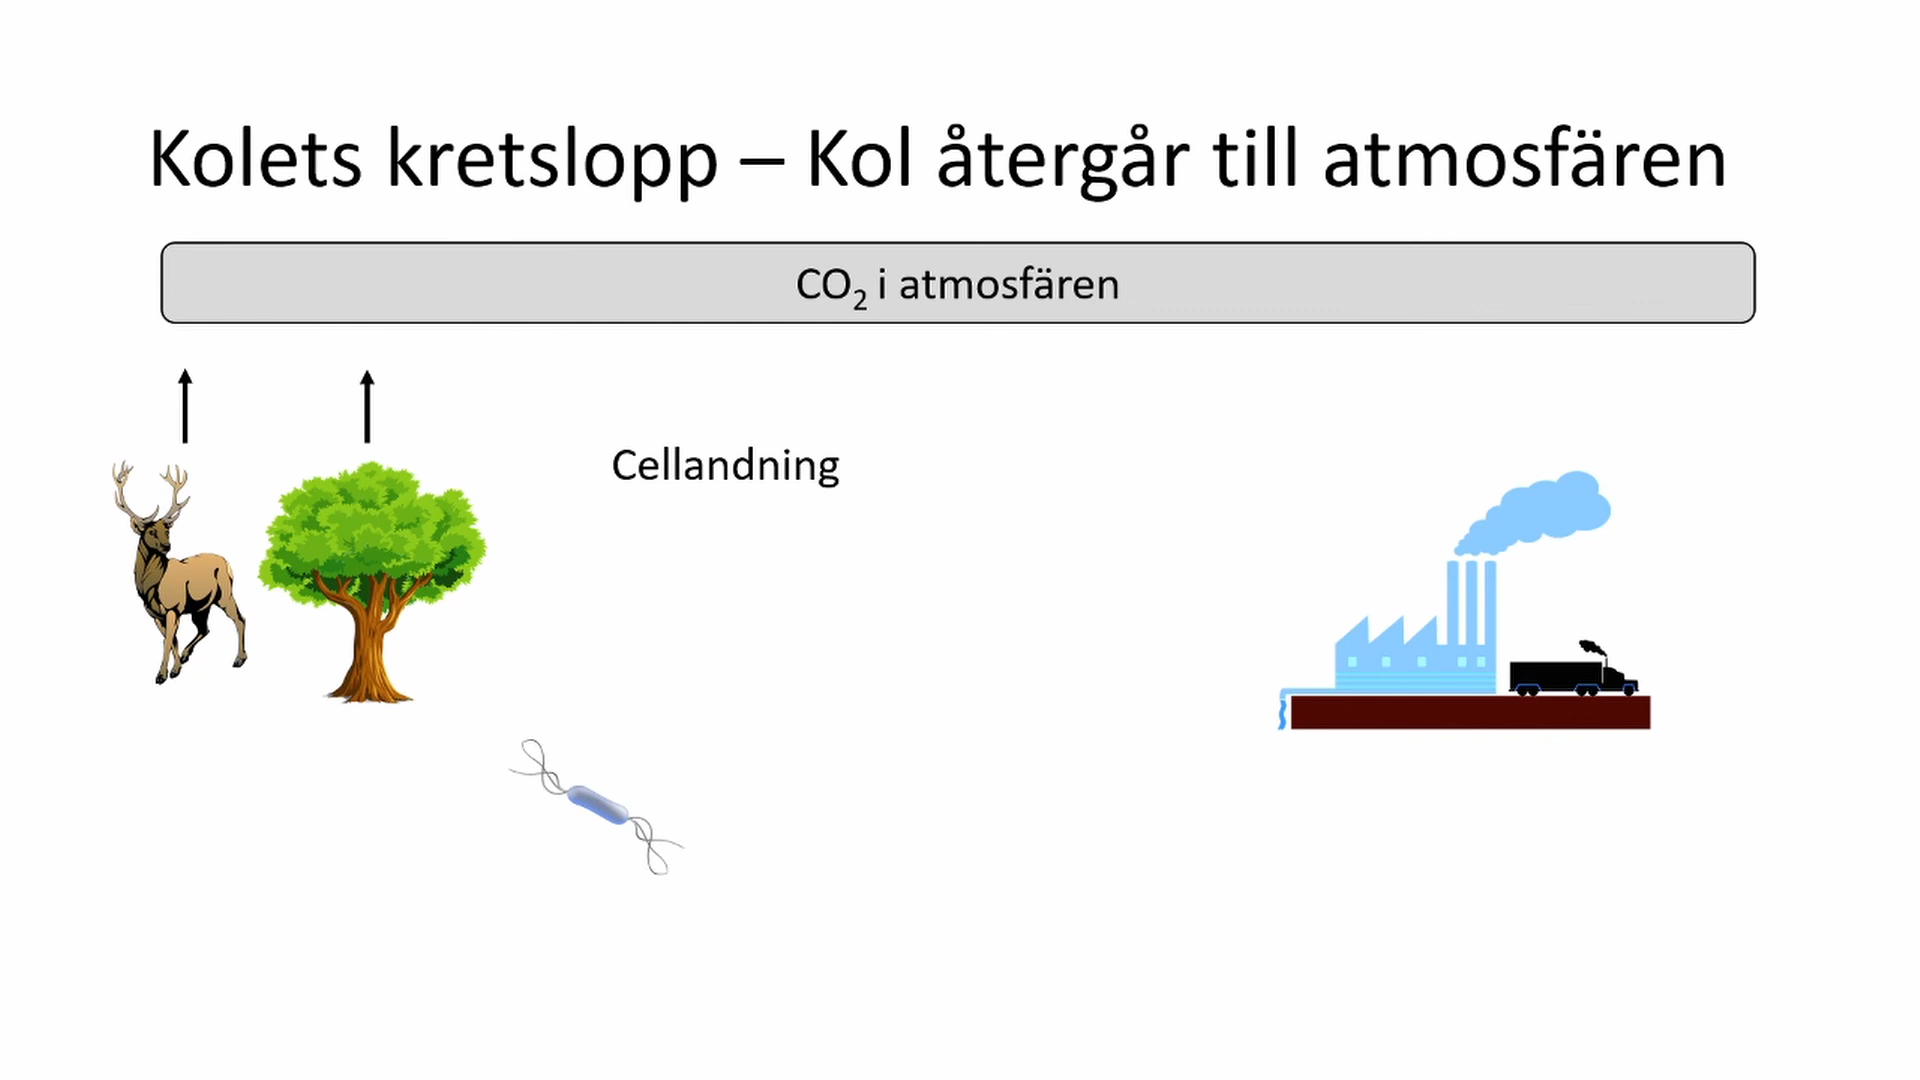 Kolets kretslopp – Kol återgår till atmosfären
CO₂ i atmosfären
Cellandning